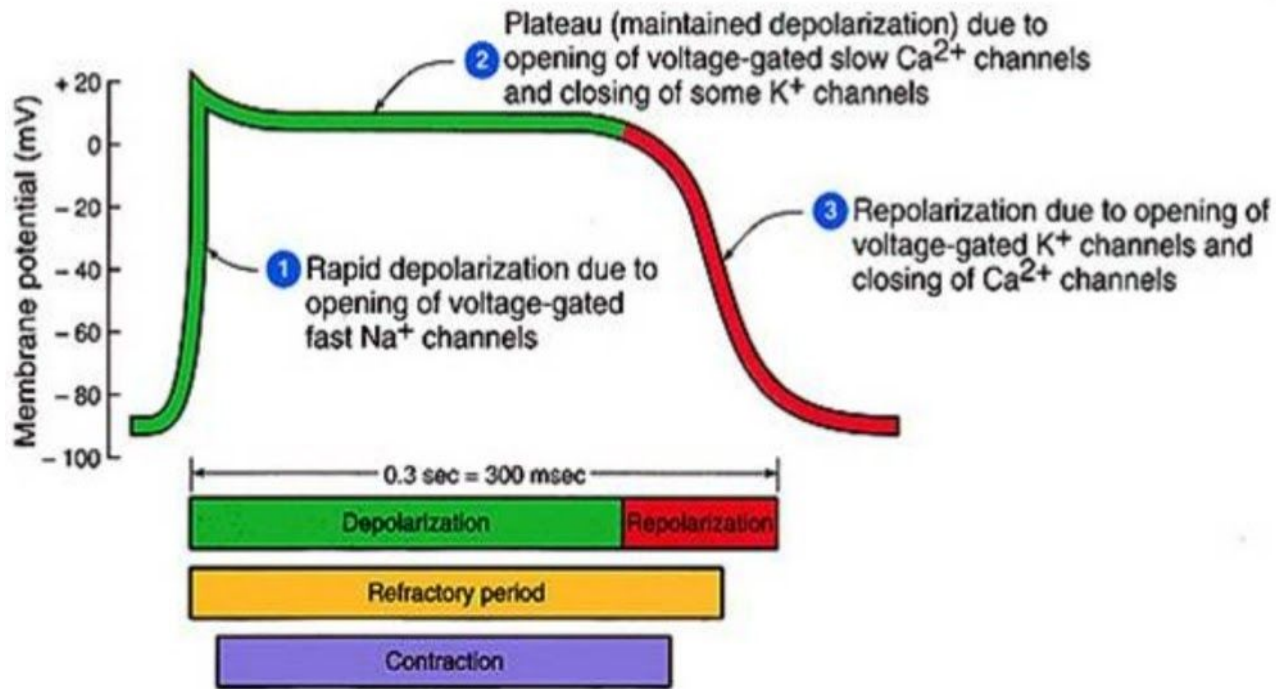 Plateau (maintained depolarization) due to
2 opening of voltage-gated slow Ca2+ channels
and closing of some K+ channels
Membrane potential (mV)
+20
0
-20
-40
-60
-80
-100
1 Rapid depolarization due to
opening of voltage-gated
fast Na+ channels
3 Repolarization due to opening of
voltage-gated K+ channels and
closing of Ca2+ channels
0.3 sec = 300 msec
Depolarization
Repolarization
Refractory period
Contraction